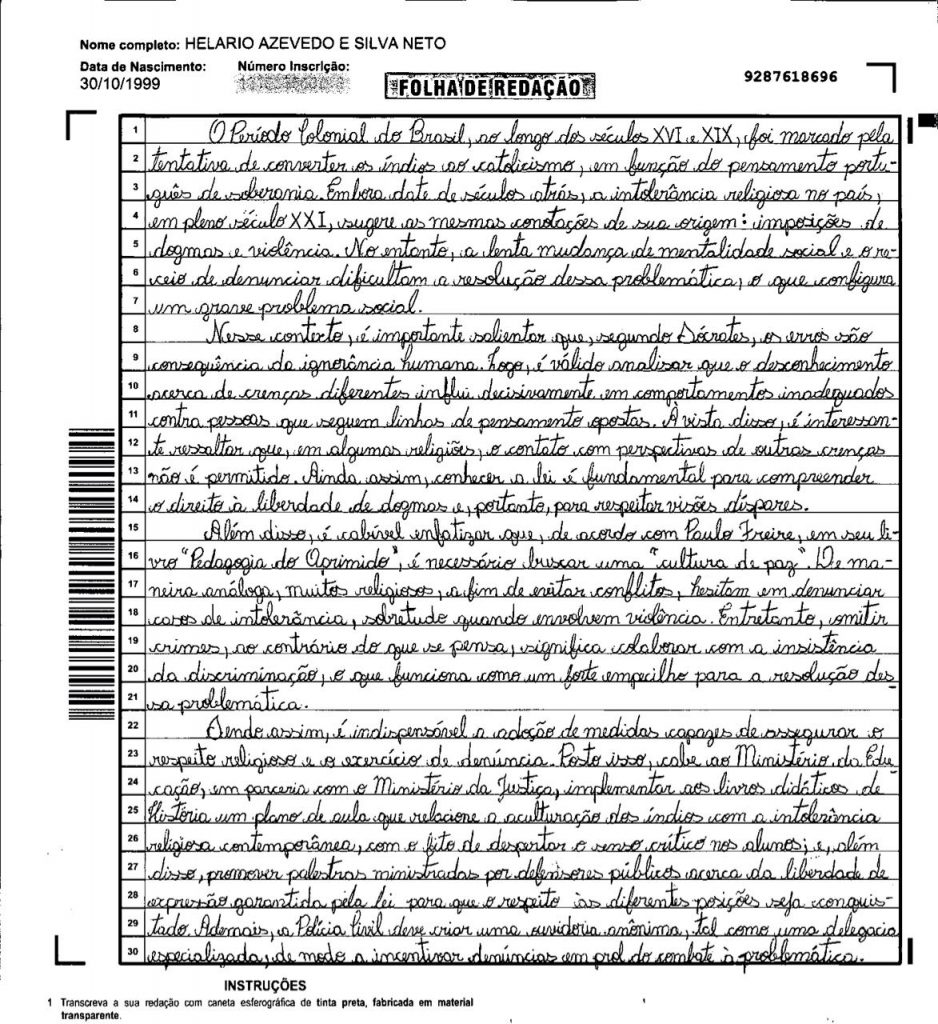 Nome completo: HELARIO AZEVEDO E SILVA NETO
Data de Nascimento: Número Inscrição:
30/10/1999
FOLHA DE REDAÇÃO
9287618696
1 O Período Colonial do Brasil, ao longo dos séculos XVI e XIX, foi marcado pela
2 tentativa de converter os índios ao catolicismo, em função do pensamento portu-
3 guês de soberania. Embora date de séculos atrás, a intolerância religiosa no país,
4 em pleno século XXI, sugere as mesmas conotações de sua origem: imposições de
5 dogmas e violência. No entanto, a lenta mudança de mentalidade social e o re-
6 ceio de denunciar dificultam a resolução dessa problemática, o que configura
7 um grave problema social.
8 Nesse contexto, é importante salientar que, segundo Sócrates, os erros são
9 consequência da ignorância humana. Logo, é válido analisar que o desconhecimento
10 acerca de crenças diferentes influi decisivamente em comportamentos inadequados
11 contra pessoas que seguem linhas de pensamento opostas. À vista disso, é interessan-
12 te ressaltar que, em algumas religiões, o contato com perspectivas de outras crenças
13 não é permitido. Ainda assim, conhecer a lei é fundamental para compreender
14 o direito à liberdade de dogmas e, portanto, para respeitar visões díspares.
15 Além disso, é cabível enfatizar que, de acordo com Paulo Freire, em seu li-
16 vro "Pedagogia do Oprimido", é necessário buscar uma "cultura de paz". De ma-
17 neira análoga, muitos religiosos, a fim de evitar conflitos, hesitam em denunciar
18 casos de intolerância, sobretudo quando envolvem violência. Entretanto, omitir
19 crimes, ao contrário do que se pensa, significa colaborar com a insistência
20 da discriminação, o que funciona como um forte empecilho para a resolução des
21 sa problemática.
22 Sendo assim, é indispensável a adoção de medidas capazes de assegurar o
23 respeito religioso e o exercício de denúncia. Posto isso, cabe ao Ministério da Edu
24 cação, em parceria com o Ministério da Justiça, implementar aos livros didáticos de
25 História um plano de aula que relacione a aculturação dos índios com a intolerância
26 religiosa contemporânea, com o fito de despertar o senso crítico nos alunos; e, além
27 disso, promover palestras ministradas por defensores públicos acerca da liberdade de
28 expressão garantida pela lei para que o respeito às diferentes posições seja conquis-
29 tado. Ademais, a Polícia Civil deve criar uma ouvidoria anônima, tal como uma delegacia
30 especializada, de modo a incentivar denúncias em prol do combate à problemática.
INSTRUÇÕES
1 Transcreva a sua redação com caneta esferográfica de tinta preta, fabricada em material
transparente.